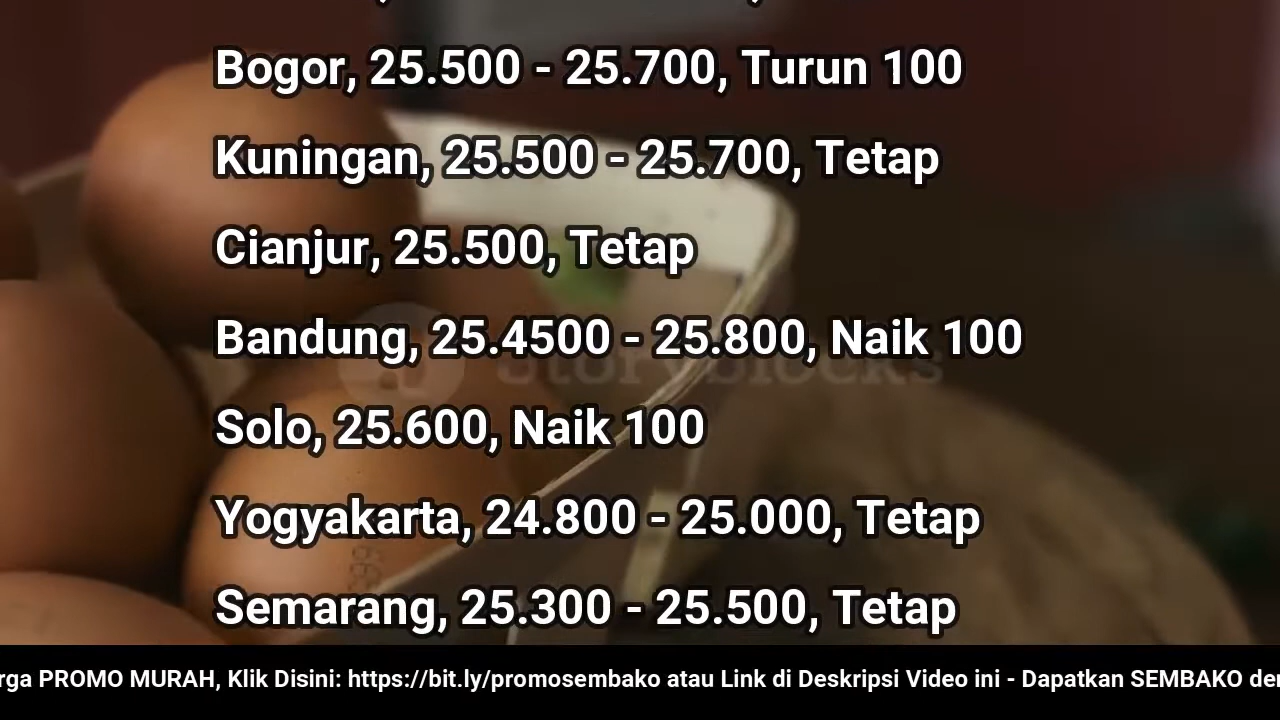 Bogor, 25.500 - 25.700, Turun 100
Kuningan, 25.500 - 25.700, Tetap
Cianjur, 25.500, Tetap
Bandung, 25.4500 - 25.800, Naik 100
Storyblocks
Solo, 25.600, Naik 100
Yogyakarta, 24.800 - 25.000, Tetap
Semarang, 25.300 - 25.500, Tetap
rga PROMO MURAH, Klik Disini: https://bit.ly/promosembako atau Link di Deskripsi Video ini - Dapatkan SEMBAKO